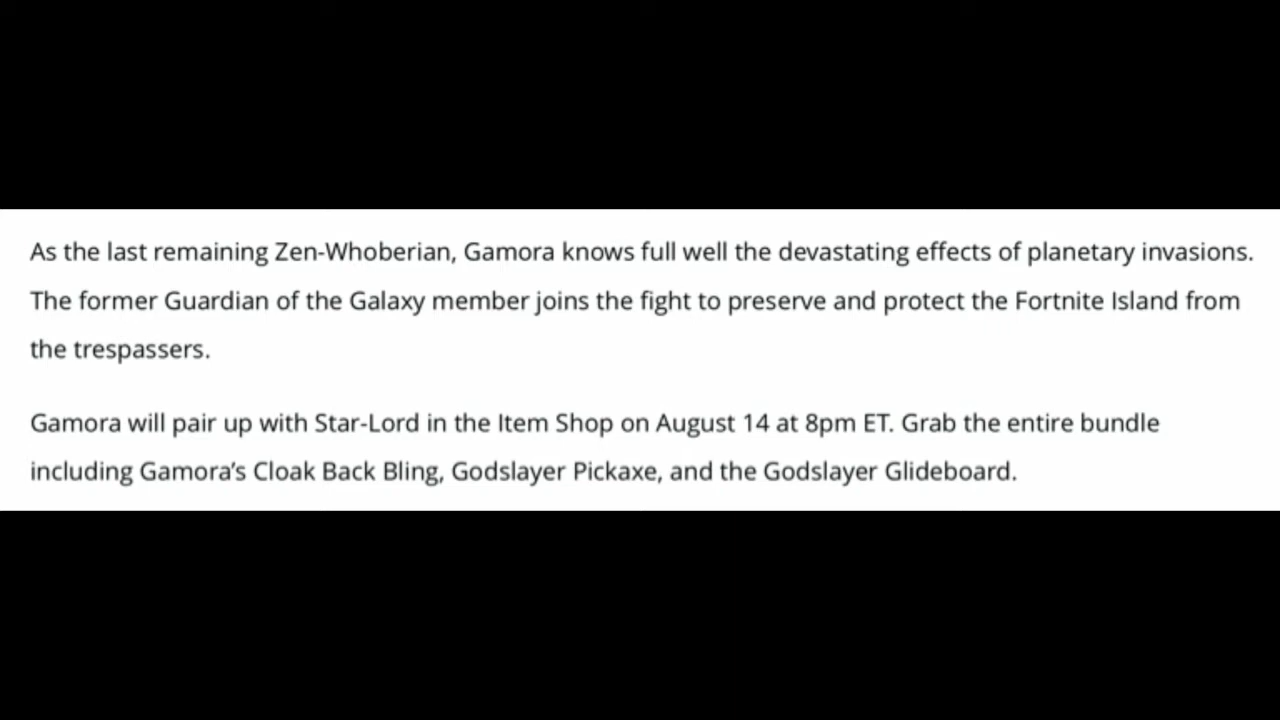 As the last remaining Zen-Whoberian, Gamora knows full well the devastating effects of planetary invasions.
The former Guardian of the Galaxy member joins the fight to preserve and protect the Fortnite Island from
the trespassers.
Gamora will pair up with Star-Lord in the Item Shop on August 14 at 8pm ET. Grab the entire bundle
including Gamora’s Cloak Back Bling, Godslayer Pickaxe, and the Godslayer Glideboard.